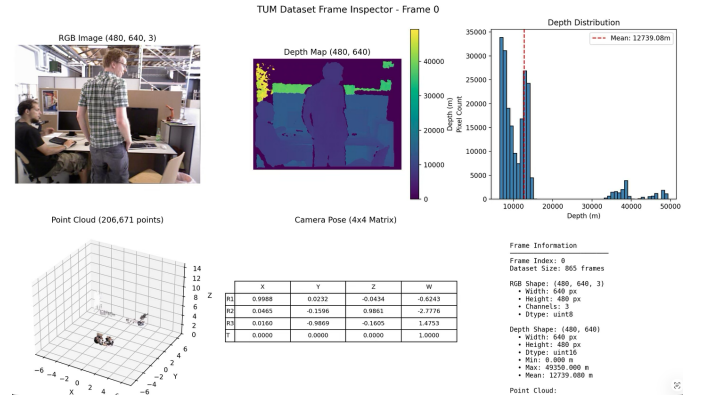 TUM Dataset Frame Inspector - Frame 0
RGB Image (480, 640, 3)
Depth Map (480, 640)
40000
30000
20000
10000
0
Depth (m)
Depth Distribution
Mean: 12739.08m
35000
30000
25000
20000
15000
10000
5000
0
Pixel Count
10000 20000 30000 40000 50000
Depth (m)
Point Cloud (206,671 points)
14
12
10
8
6
4
2
0
Z
−6 −4 −2 0 2 4 6
X
−6 −4 −2 0 2 4 6
Y
Camera Pose (4x4 Matrix)
X Y Z W
R1 0.9988 0.0232 -0.0434 -0.6243
R2 0.0465 -0.1596 0.9861 -2.7776
R3 0.0160 -0.9869 -0.1605 1.4753
T 0.0000 0.0000 0.0000 1.0000
Frame Information
Frame Index: 0
Dataset Size: 865 frames
RGB Shape: (480, 640, 3)
• Width: 640 px
• Height: 480 px
• Channels: 3
• Dtype: uint8
Depth Shape: (480, 640)
• Width: 640 px
• Height: 480 px
• Dtype: uint16
• Min: 0.000 m
• Max: 49350.000 m
• Mean: 12739.080 m
Point Cloud: